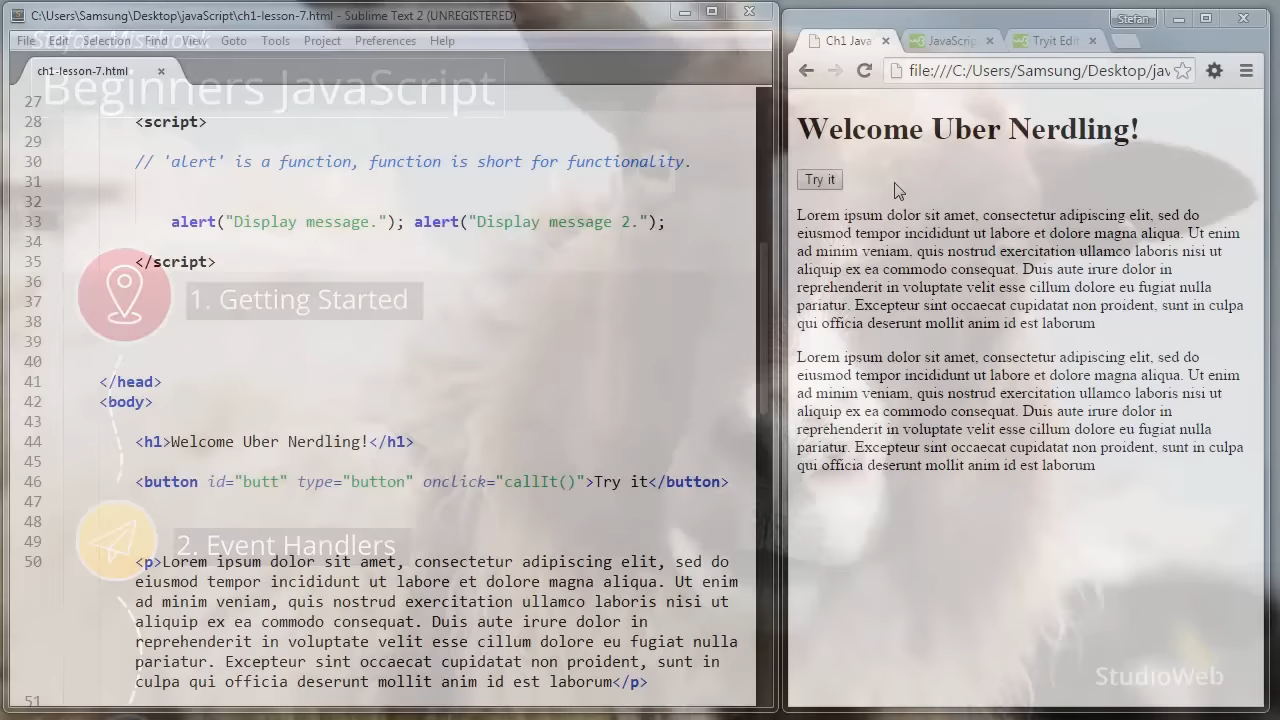 C:\Users\Samsung\Desktop\javaScript\ch1-lesson-7.html - Sublime Text 2 (UNREGISTERED)
File Edit Selection Find View Goto Tools Project Preferences Help
ch1-lesson-7.html
Beginners JavaScript
27
28 <script>
29
30 // 'alert' is a function, function is short for functionality.
31
32
33 alert("Display message."); alert("Display message 2.");
34
35 </script>
36
1. Getting Started
37
38
39
40
41 </head>
42 <body>
43
44 <h1>Welcome Uber Nerdling!</h1>
45
46 <button id="butt" type="button" onclick="callIt()">Try it</button>
47
48
49
2. Event Handlers
50 <p>Lorem ipsum dolor sit amet, consectetur adipiscing elit, sed do
eiusmod tempor incididunt ut labore et dolore magna aliqua. Ut enim
ad minim veniam, quis nostrud exercitation ullamco laboris nisi ut
aliquip ex ea commodo consequat. Duis aute irure dolor in
reprehenderit in voluptate velit esse cillum dolore eu fugiat nulla
pariatur. Excepteur sint occaecat cupidatat non proident, sunt in
culpa qui officia deserunt mollit anim id est laborum</p>
51
Stefan
Ch1 Java
JavaScrip
Tryit Edit
file:///C:/Users/Samsung/Desktop/jav
Welcome Uber Nerdling!
Try it
Lorem ipsum dolor sit amet, consectetur adipiscing elit, sed do
eiusmod tempor incididunt ut labore et dolore magna aliqua. Ut enim
ad minim veniam, quis nostrud exercitation ullamco laboris nisi ut
aliquip ex ea commodo consequat. Duis aute irure dolor in
reprehenderit in voluptate velit esse cillum dolore eu fugiat nulla
pariatur. Excepteur sint occaecat cupidatat non proident, sunt in culpa
qui officia deserunt mollit anim id est laborum
Lorem ipsum dolor sit amet, consectetur adipiscing elit, sed do
eiusmod tempor incididunt ut labore et dolore magna aliqua. Ut enim
ad minim veniam, quis nostrud exercitation ullamco laboris nisi ut
aliquip ex ea commodo consequat. Duis aute irure dolor in
reprehenderit in voluptate velit esse cillum dolore eu fugiat nulla
pariatur. Excepteur sint occaecat cupidatat non proident, sunt in culpa
qui officia deserunt mollit anim id est laborum
StudioWeb